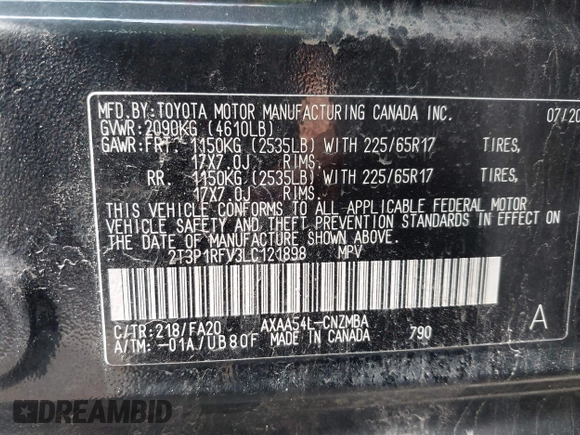 MFD.BY:TOYOTA MOTOR MANUFACTURING CANADA INC. 07/20
GVWR:2090KG (4610LB)
GAWR:FRT. 1150KG (2535LB) WITH 225/65R17 TIRES,
17X7.0J RIMS.
RR. 1150KG (2535LB) WITH 225/65R17 TIRES,
17X7.0J RIMS.
THIS VEHICLE CONFORMS TO ALL APPLICABLE FEDERAL MOTOR
VEHICLE SAFETY AND THEFT PREVENTION STANDARDS IN EFFECT ON
THE DATE OF MANUFACTURE SHOWN ABOVE.
2T3P1RFV3LC121898 MPV
C/TR:218/FA20 AXAA54L-CNZMBA A
A/TM:-01A/UB80F MADE IN CANADA 790
DREAMBID